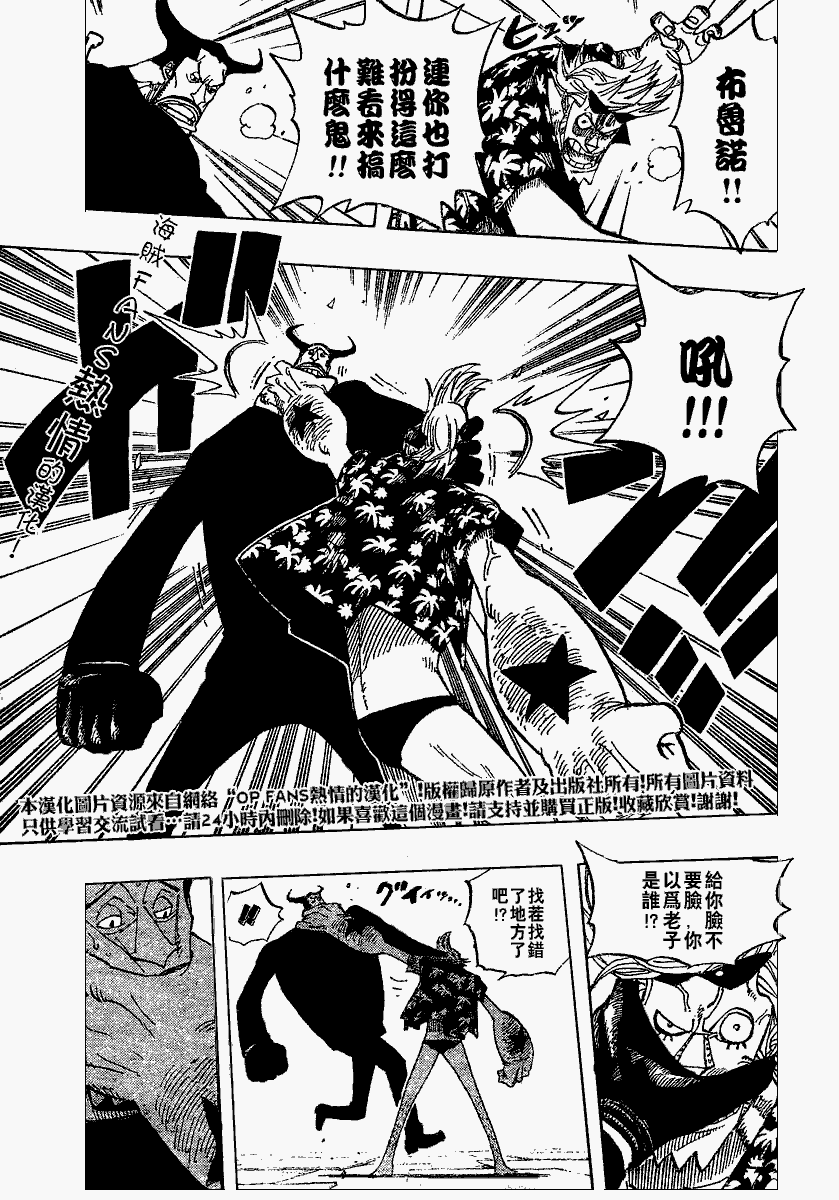 布魯諾!!
連你也打
扮得這麼
難看來搞
什麼鬼!!
ヒュッ
吼!!!
海賊FANS熱情的漢化!
ドドン
本漢化圖片資源來自網絡“OP FANS熱情的漢化”!版權歸原作者及出版社所有!所有圖片資料
只供學習交流試看…請24小時內刪除!如果喜歡這個漫畫!請支持並購買正版!收藏欣賞!謝謝!
給你臉不
要臉,你
以爲老子
是誰!?
找茬找錯
了地方了
吧!?
グイイッ…
!!